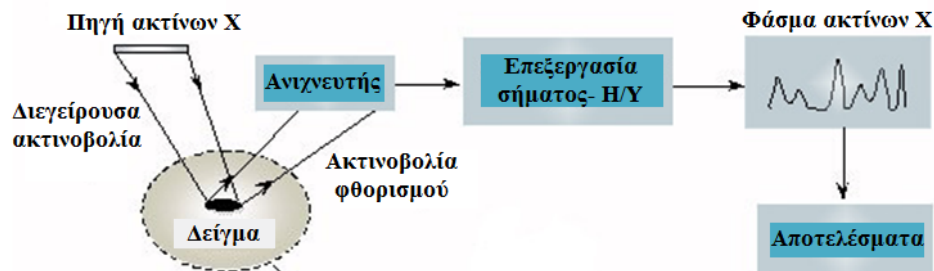 Πηγή ακτίνων Χ
Φάσμα ακτίνων Χ
Ανιχνευτής
Επεξεργασία
σήματος- Η/Υ
Διεγείρουσα
ακτινοβολία
Ακτινοβολία
φθορισμού
Δείγμα
Αποτελέσματα